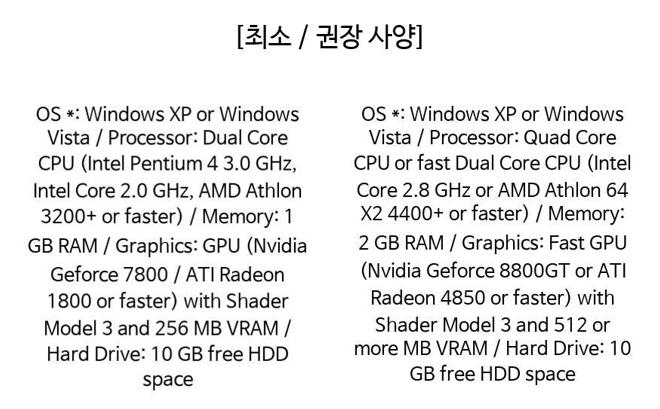 [최소 / 권장 사양]
OS *: Windows XP or Windows
Vista / Processor: Dual Core
CPU (Intel Pentium 4 3.0 GHz,
Intel Core 2.0 GHz, AMD Athlon
3200+ or faster) / Memory: 1
GB RAM / Graphics: GPU (Nvidia
Geforce 7800 / ATI Radeon
1800 or faster) with Shader
Model 3 and 256 MB VRAM /
Hard Drive: 10 GB free HDD
space
OS *: Windows XP or Windows
Vista / Processor: Quad Core
CPU or fast Dual Core CPU (Intel
Core 2.8 GHz or AMD Athlon 64
X2 4400+ or faster) / Memory:
2 GB RAM / Graphics: Fast GPU
(Nvidia Geforce 8800GT or ATI
Radeon 4850 or faster) with
Shader Model 3 and 512 or
more MB VRAM / Hard Drive: 10
GB free HDD space